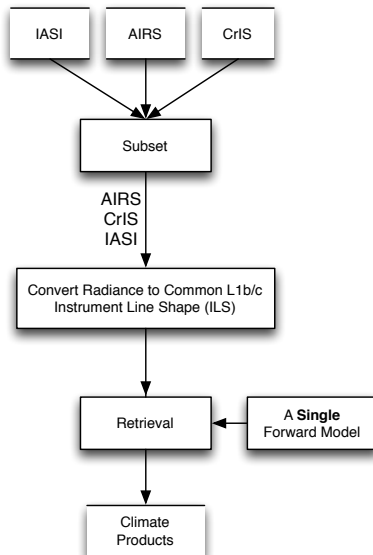 IASI
AIRS
CrIS
Subset
AIRS
CrIS
IASI
Convert Radiance to Common L1b/c
Instrument Line Shape (ILS)
Retrieval
A Single
Forward Model
Climate
Products